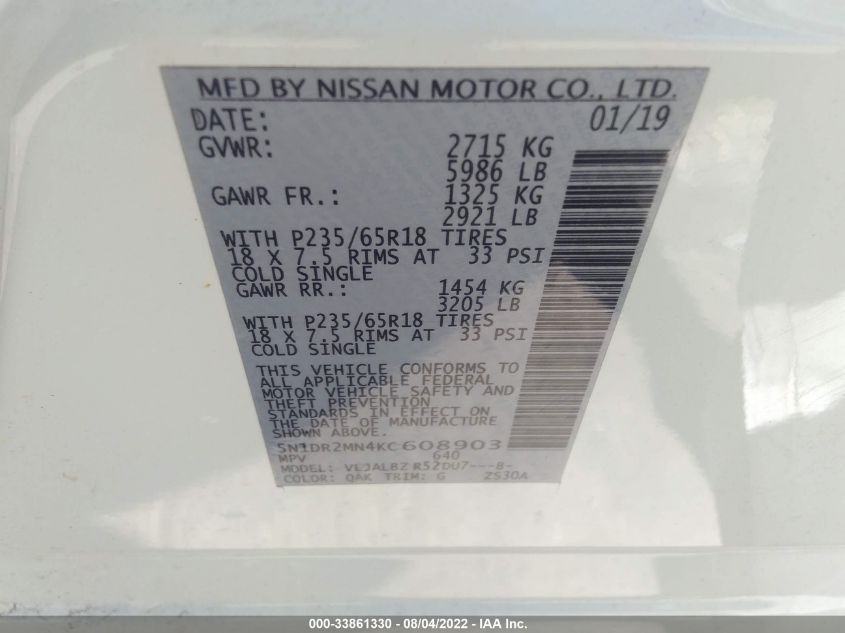 MFD BY NISSAN MOTOR CO., LTD.
DATE: 01/19
GVWR: 2715 KG
5986 LB
GAWR FR.: 1325 KG
2921 LB
WITH P235/65R18 TIRES
18 X 7.5 RIMS AT 33 PSI
COLD SINGLE
GAWR RR.: 1454 KG
3205 LB
WITH P235/65R18 TIRES
18 X 7.5 RIMS AT 33 PSI
COLD SINGLE
THIS VEHICLE CONFORMS TO
ALL APPLICABLE FEDERAL
MOTOR VEHICLE SAFETY AND
THEFT PREVENTION
STANDARDS IN EFFECT ON
THE DATE OF MANUFACTURE
SHOWN ABOVE.
5N1DR2MN4KC608903
MPV 640
MODEL: VLJALBZ R52DU7---B-
COLOR: QAK TRIM: G ZS30A
000-33861330 - 08/04/2022 - IAA Inc.